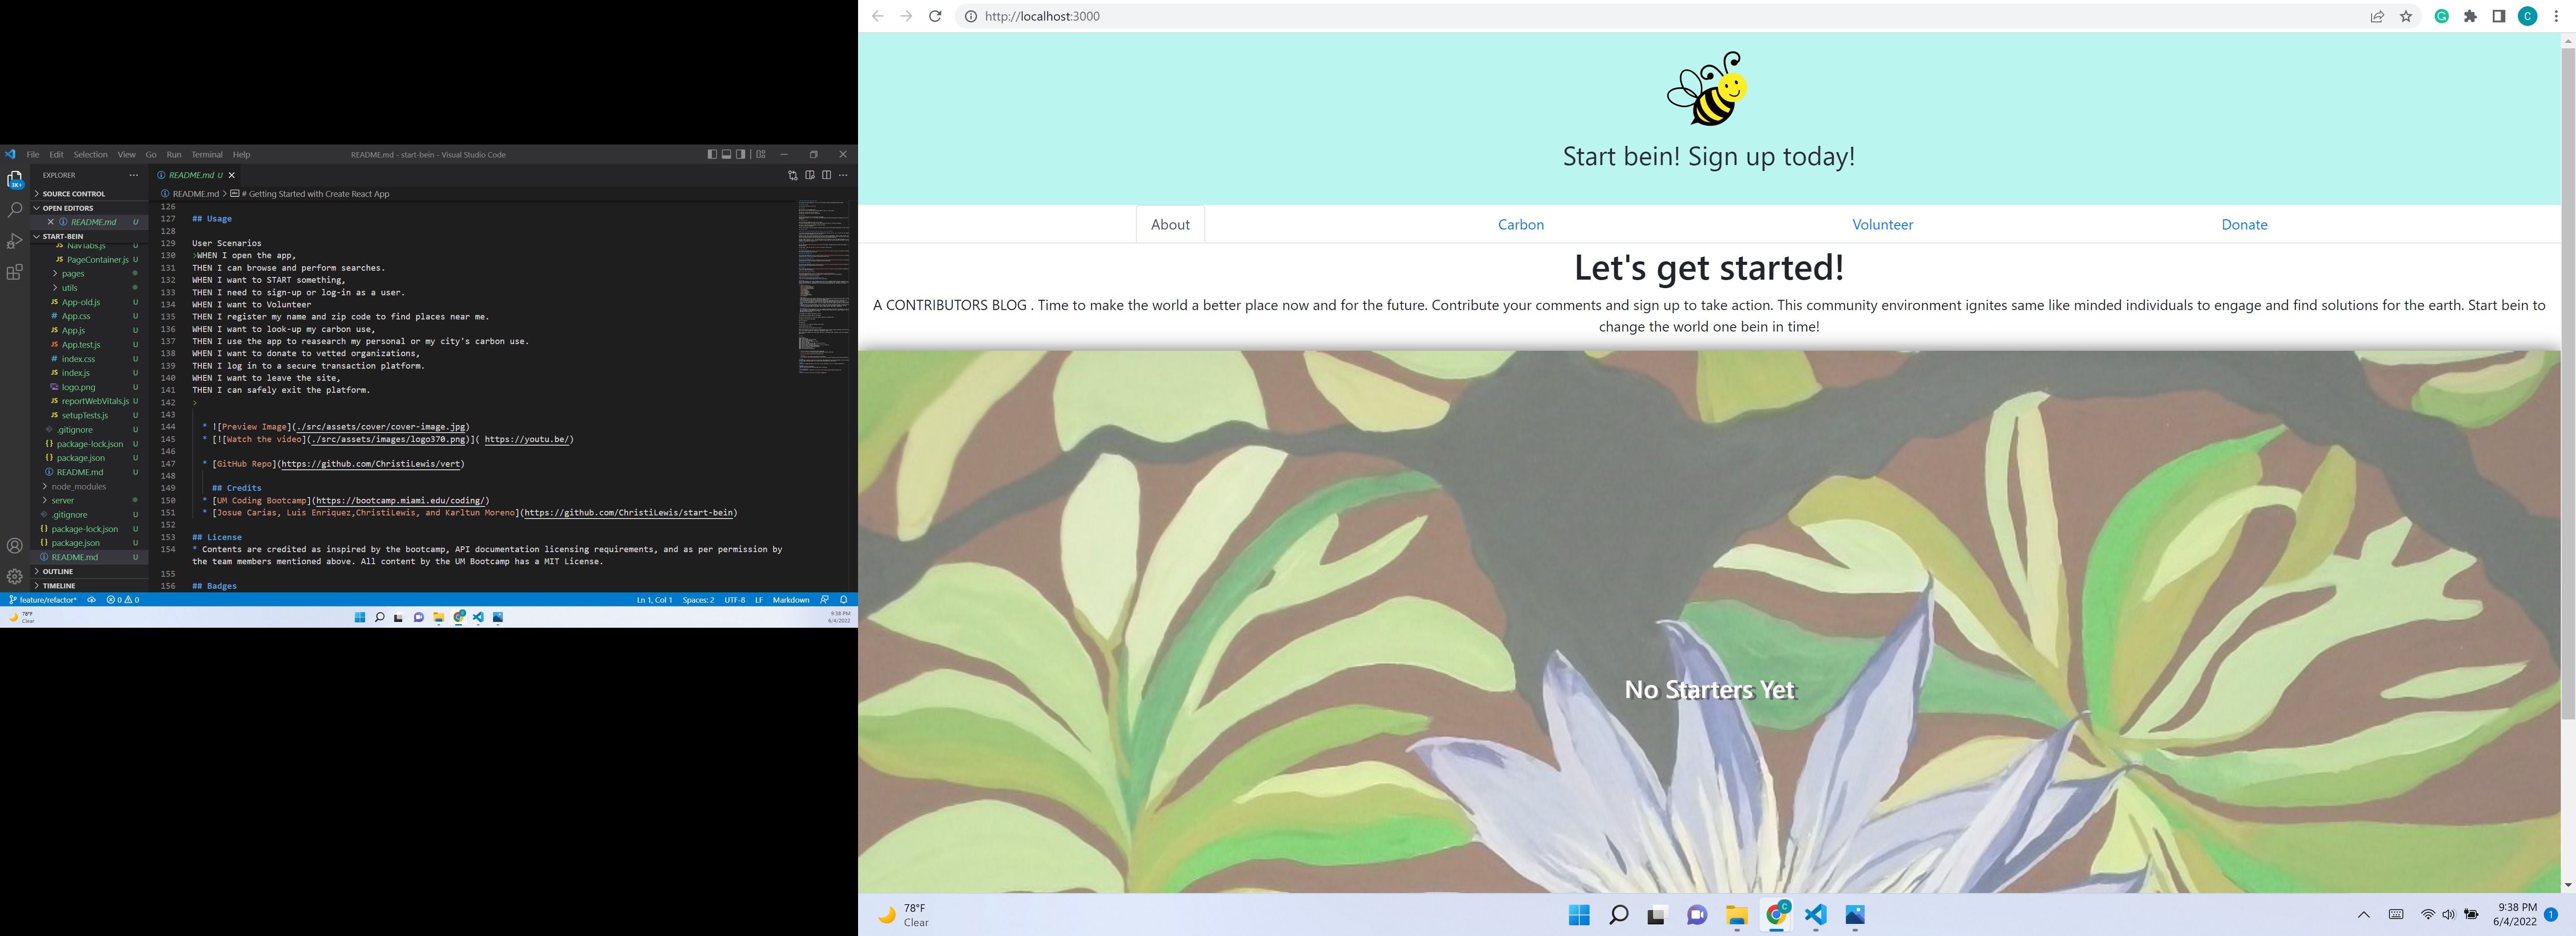 File Edit Selection View Go Run Terminal Help README.md - start-bein - Visual Studio Code
EXPLORER
SOURCE CONTROL
OPEN EDITORS
README.md U
START-BEIN
NavTabs.js U
PageContainer.js U
pages
utils
App-old.js U
App.css U
App.js U
App.test.js U
index.css U
index.js U
logo.png U
reportWebVitals.js U
setupTests.js U
.gitignore U
package-lock.json U
package.json U
README.md U
node_modules
server
.gitignore U
package-lock.json U
package.json U
README.md U
OUTLINE
TIMELINE
README.md U
README.md > # Getting Started with Create React App
126
127 ## Usage
128
129 User Scenarios
130 >WHEN I open the app,
131 THEN I can browse and perform searches.
132 WHEN I want to START something,
133 THEN I need to sign-up or log-in as a user.
134 WHEN I want to Volunteer
135 THEN I register my name and zip code to find places near me.
136 WHEN I want to look-up my carbon use,
137 THEN I use the app to reasearch my personal or my city's carbon use.
138 WHEN I want to donate to vetted organizations,
139 THEN I log in to a secure transaction platform.
140 WHEN I want to leave the site,
141 THEN I can safely exit the platform.
142 >
143
144 * ![Preview Image](./src/assets/cover/cover-image.jpg)
145 * [![Watch the video](./src/assets/images/logo370.png)]( https://youtu.be/)
146
147 * [GitHub Repo](https://github.com/ChristiLewis/vert)
148
149 ## Credits
150 * [UM Coding Bootcamp](https://bootcamp.miami.edu/coding/)
151 * [Josue Carias, Luis Enriquez,ChristiLewis, and Karltun Moreno](https://github.com/ChristiLewis/start-bein)
152
153 ## License
154 * Contents are credited as inspired by the bootcamp, API documentation licensing requirements, and as per permission by
the team members mentioned above. All content by the UM Bootcamp has a MIT License.
155
156 ## Badges
feature/refactor* 0 0 Ln 1, Col 1 Spaces: 2 UTF-8 LF Markdown
78°F
Clear
9:38 PM
6/4/2022
http://localhost:3000
C
Start bein! Sign up today!
About Carbon Volunteer Donate
Let's get started!
A CONTRIBUTORS BLOG . Time to make the world a better place now and for the future. Contribute your comments and sign up to take action. This community environment ignites same like minded individuals to engage and find solutions for the earth. Start bein to
change the world one bein in time!
No Starters Yet
78°F
Clear
9:38 PM
6/4/2022
1